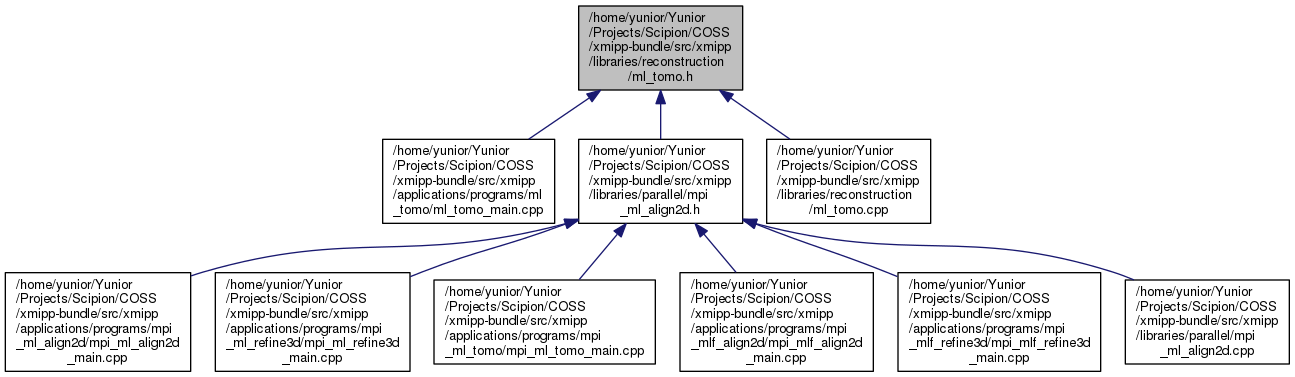 /home/yunior/Yunior
/Projects/Scipion/COSS
/xmipp-bundle/src/xmipp
/libraries/reconstruction
/ml_tomo.h
/home/yunior/Yunior
/Projects/Scipion/COSS
/xmipp-bundle/src/xmipp
/applications/programs/ml
_tomo/ml_tomo_main.cpp
/home/yunior/Yunior
/Projects/Scipion/COSS
/xmipp-bundle/src/xmipp
/libraries/parallel/mpi
_ml_align2d.h
/home/yunior/Yunior
/Projects/Scipion/COSS
/xmipp-bundle/src/xmipp
/libraries/reconstruction
/ml_tomo.cpp
/home/yunior/Yunior
/Projects/Scipion/COSS
/xmipp-bundle/src/xmipp
/applications/programs/mpi
_ml_align2d/mpi_ml_align2d
_main.cpp
/home/yunior/Yunior
/Projects/Scipion/COSS
/xmipp-bundle/src/xmipp
/applications/programs/mpi
_ml_refine3d/mpi_ml_refine3d
_main.cpp
/home/yunior/Yunior
/Projects/Scipion/COSS
/xmipp-bundle/src/xmipp
/applications/programs/mpi
_ml_tomo/mpi_ml_tomo_main.cpp
/home/yunior/Yunior
/Projects/Scipion/COSS
/xmipp-bundle/src/xmipp
/applications/programs/mpi
_mlf_align2d/mpi_mlf_align2d
_main.cpp
/home/yunior/Yunior
/Projects/Scipion/COSS
/xmipp-bundle/src/xmipp
/applications/programs/mpi
_mlf_refine3d/mpi_mlf_refine3d
_main.cpp
/home/yunior/Yunior
/Projects/Scipion/COSS
/xmipp-bundle/src/xmipp
/libraries/parallel/mpi
_ml_align2d.cpp